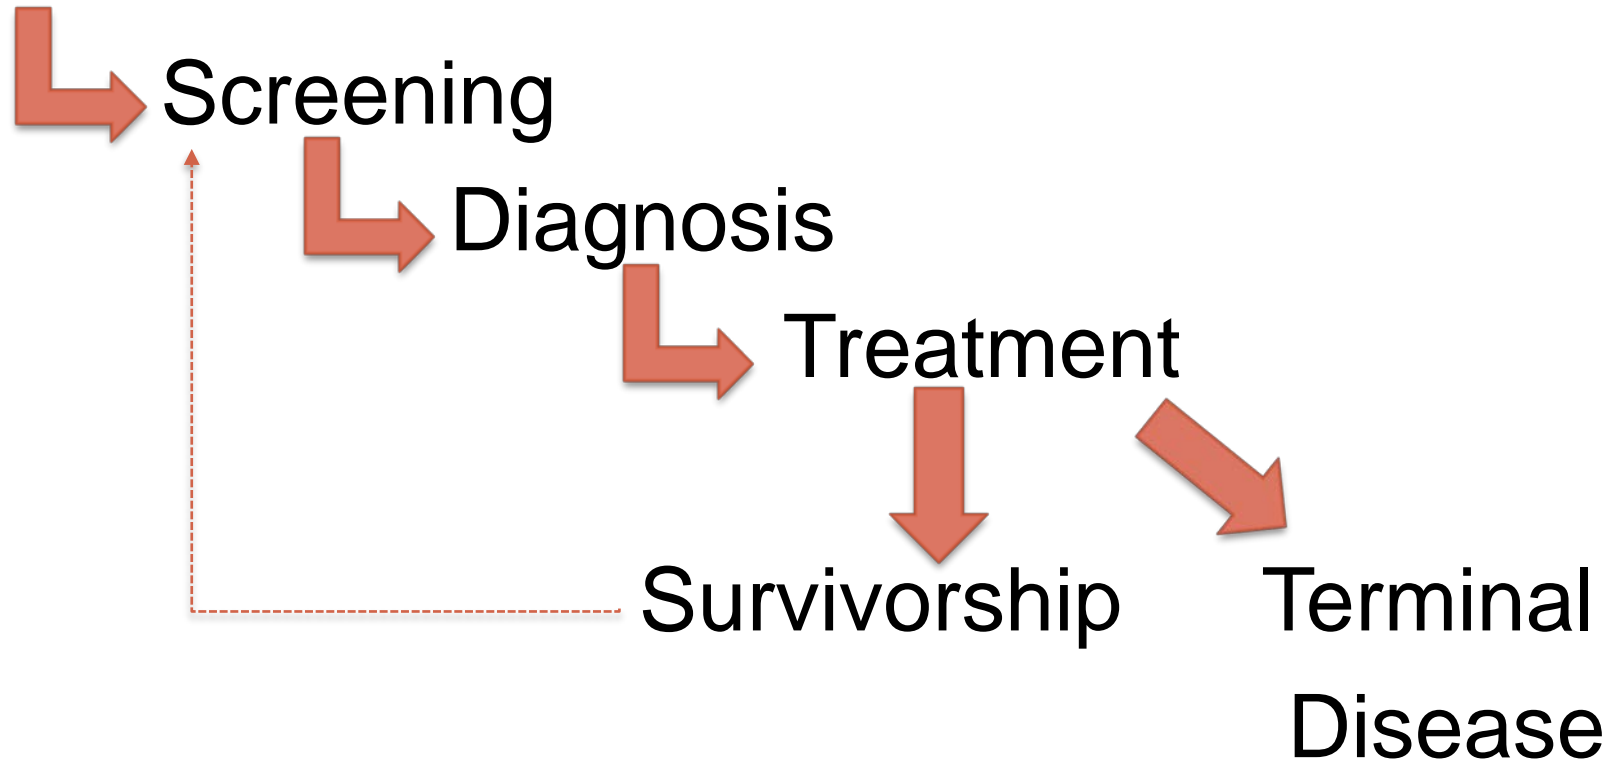 Screening
Diagnosis
Treatment
Survivorship
Terminal
Disease